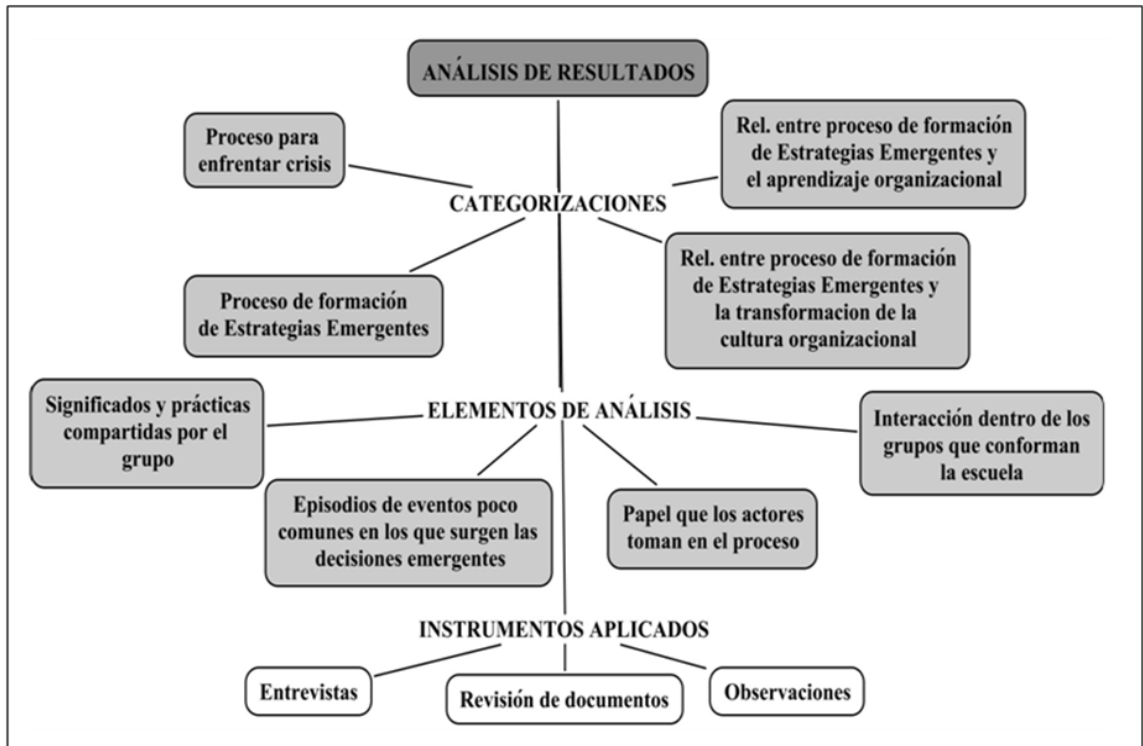 ANÁLISIS DE RESULTADOS
Proceso para
enfrentar crisis
Rel. entre proceso de formación
de Estrategias Emergentes y
el aprendizaje organizacional
CATEGORIZACIONES
Proceso de formación
de Estrategias Emergentes
Rel. entre proceso de formación
de Estrategias Emergentes y
la transformacion de la
cultura organizacional
ELEMENTOS DE ANÁLISIS
Significados y prácticas
compartidas por el
grupo
Episodios de eventos poco
comunes en los que surgen las
decisiones emergentes
Papel que los actores
toman en el proceso
Interacción dentro de los
grupos que conforman
la escuela
INSTRUMENTOS APLICADOS
Entrevistas
Revisión de documentos
Observaciones